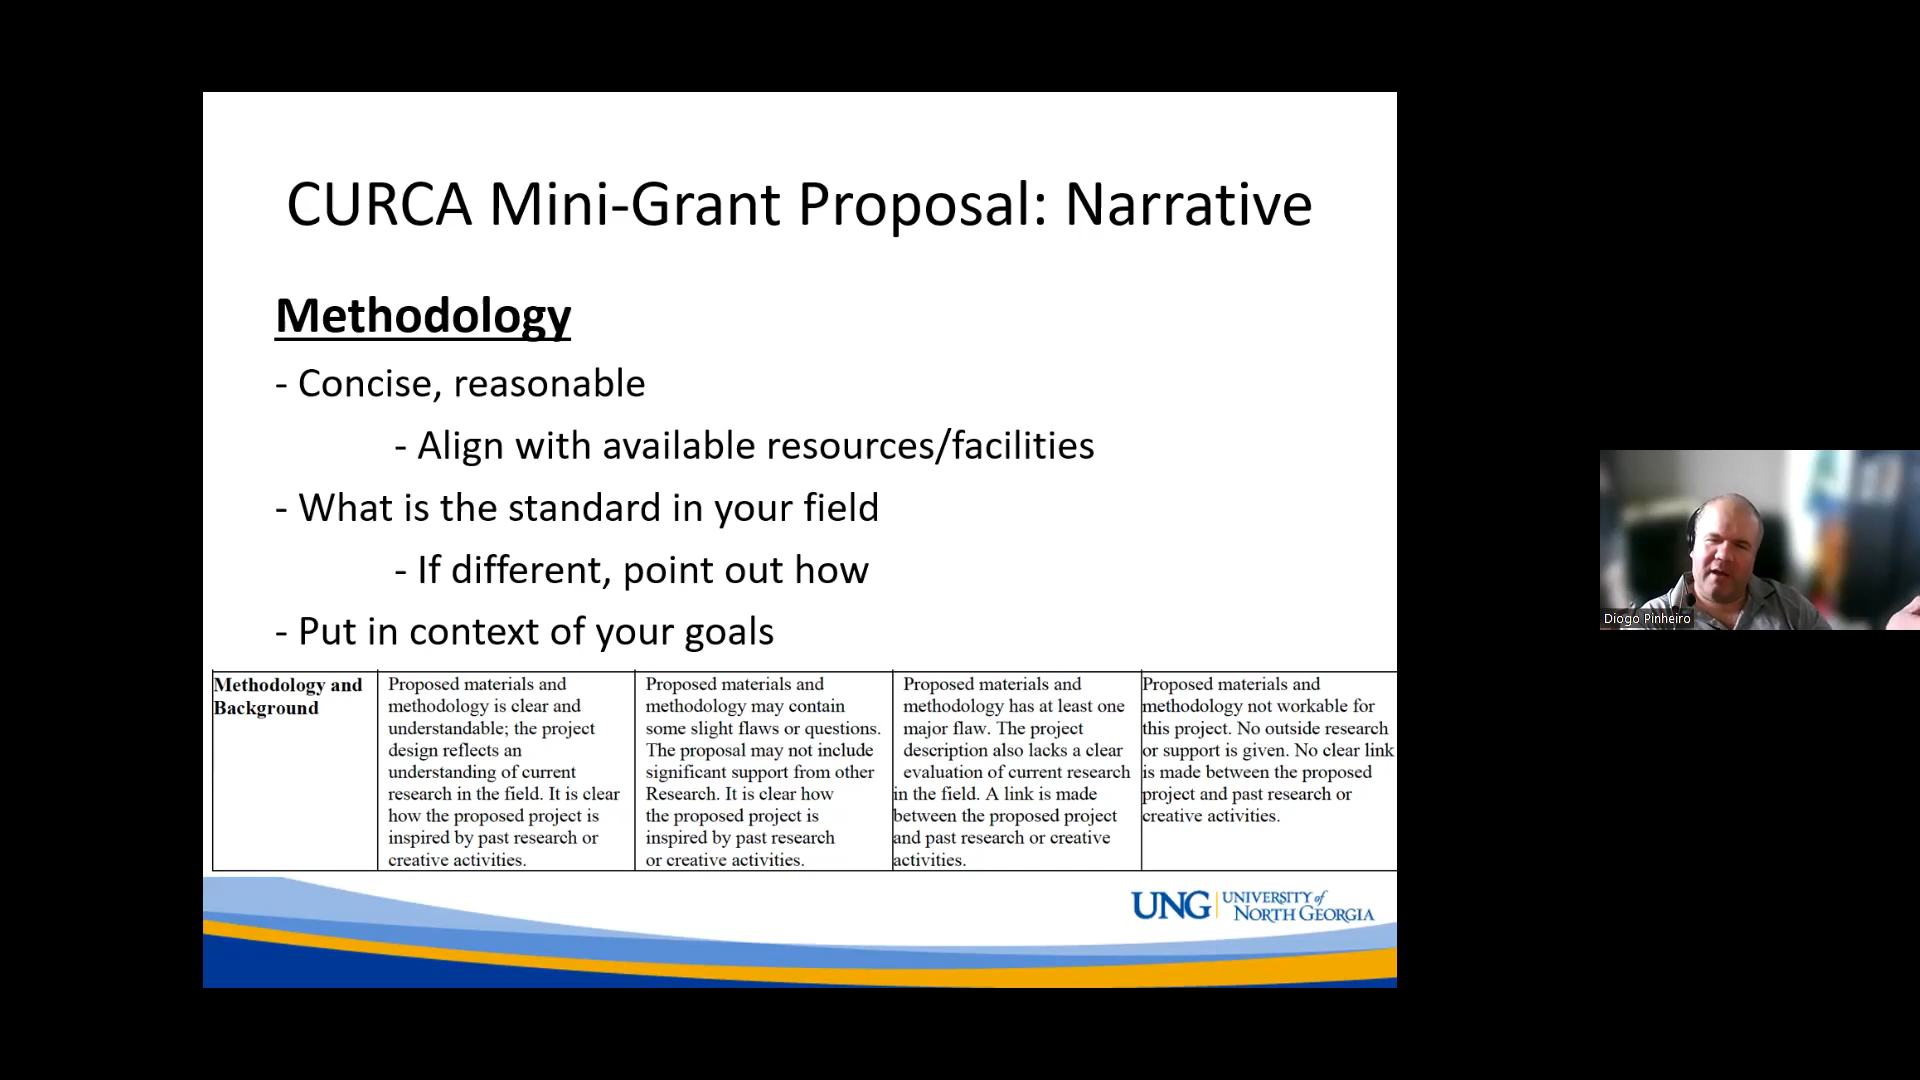 CURCA Mini-Grant Proposal: Narrative
Methodology
- Concise, reasonable
- Align with available resources/facilities
- What is the standard in your field
- If different, point out how
- Put in context of your goals
Methodology and
Background
Proposed materials and
methodology is clear and
understandable; the project
design reflects an
understanding of current
research in the field. It is clear
how the proposed project is
inspired by past research or
creative activities.
Proposed materials and
methodology may contain
some slight flaws or questions.
The proposal may not include
significant support from other
Research. It is clear how
the proposed project is
inspired by past research
or creative activities.
Proposed materials and
methodology has at least one
major flaw. The project
description also lacks a clear
evaluation of current research
in the field. A link is made
between the proposed project
and past research or creative
activities.
Proposed materials and
methodology not workable for
this project. No outside research
or support is given. No clear link
is made between the proposed
project and past research or
creative activities.
UNG
UNIVERSITY of
NORTH GEORGIA
Diogo Pinheiro